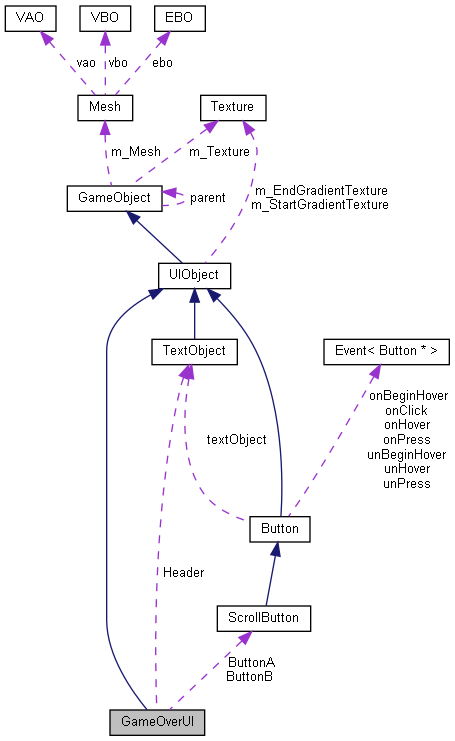 VAO VBO EBO
vao vbo ebo
Mesh Texture
m_Mesh m_Texture
GameObject parent
m_EndGradientTexture
m_StartGradientTexture
UIObject
TextObject Event< Button * >
onBeginHover
onClick
onHover
onPress
unBeginHover
unHover
unPress
textObject
Button
Header
ScrollButton
ButtonA
ButtonB
GameOverUI